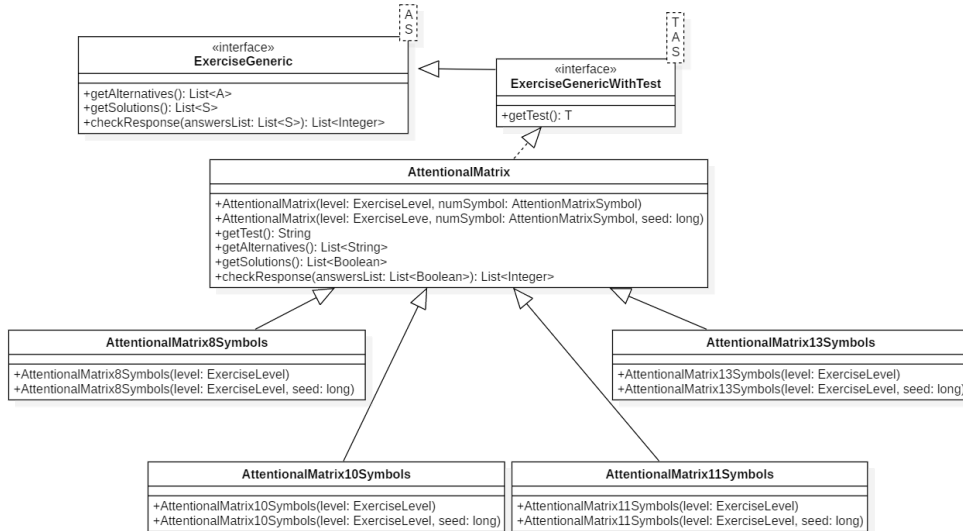 A
S
«interface»
ExerciseGeneric
+getAlternatives(): List<A>
+getSolutions(): List<S>
+checkResponse(answersList: List<S>): List<Integer>
T
A
S
«interface»
ExerciseGenericWithTest
+getTest(): T
AttentionalMatrix
+AttentionalMatrix(level: ExerciseLeve, numSymbol: AttentionMatrixSymbol)
+AttentionalMatrix(level: ExerciseLeve, numSymbol: AttentionMatrixSymbol, seed: long)
+getTest(): String
+getAlternatives(): List<String>
+getSolutions(): List<Boolean>
+checkResponse(answersList: List<Boolean>): List<Integer>
AttentionalMatrix8Symbols
+AttentionalMatrix8Symbols(level: ExerciseLevel)
+AttentionalMatrix8Symbols(level: ExerciseLevel, seed: long)
AttentionalMatrix13Symbols
+AttentionalMatrix13Symbols(level: ExerciseLevel)
+AttentionalMatrix13Symbols(level: ExerciseLevel, seed: long)
AttentionalMatrix10Symbols
+AttentionalMatrix10Symbols(level: ExerciseLevel)
+AttentionalMatrix10Symbols(level: ExerciseLevel, seed: long)
AttentionalMatrix11Symbols
+AttentionalMatrix11Symbols(level: ExerciseLevel)
+AttentionalMatrix11Symbols(level: ExerciseLevel, seed: long)